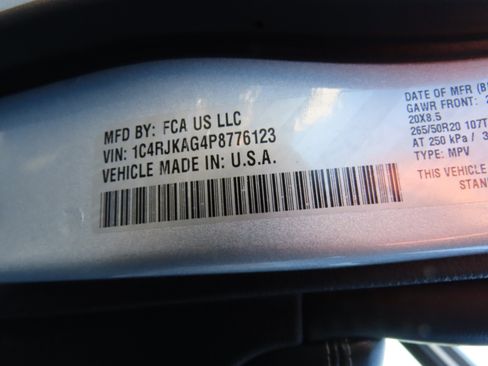 MFD BY: FCA US LLC
VIN: 1C4RJKAG4P8776123
VEHICLE MADE IN: U.S.A.
DATE OF MFR
GAWR FRONT:
20X8.5
265/50R20 107T
AT 250 kPa /
TYPE: MPV
THIS VEHICLE